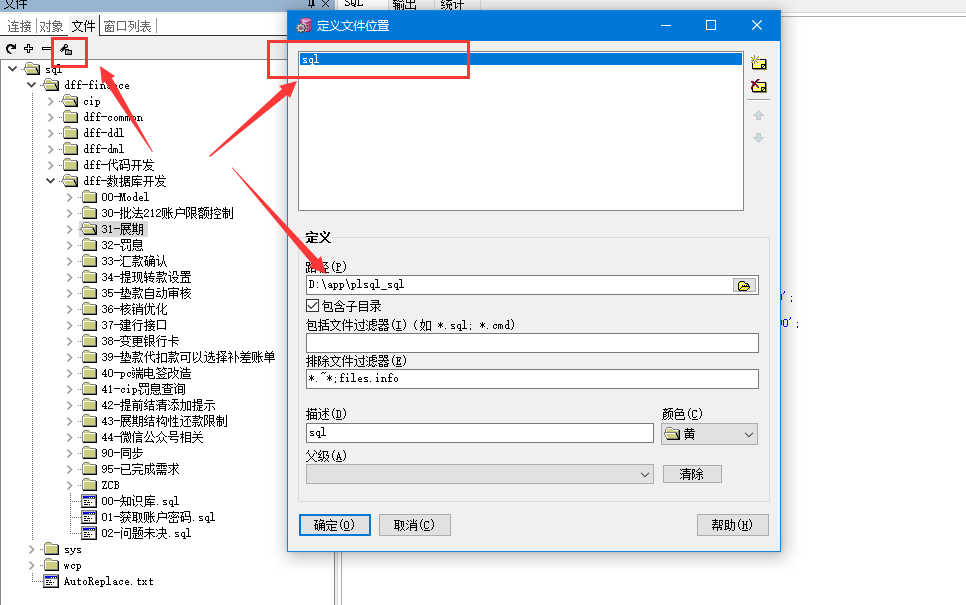 文件
SQL 输出 统计
连接 对象 文件 窗口列表
sql
dff-finance
cip
dff-common
dff-ddl
dff-dml
dff-代码开发
dff-数据库开发
00-Model
30-批法212账户限额控制
31-展期
32-罚息
33-汇款确认
34-提现转款设置
35-垫款自动审核
36-核销优化
37-建行接口
38-变更银行卡
39-垫款代扣款可以选择补差账单
40-pc端电签改造
41-cip罚息查询
42-提前结清添加提示
43-展期结构性还款限制
44-微信公众号相关
90-同步
95-已完成需求
ZCB
00-知识库.sql
01-获取账户密码.sql
02-问题未决.sql
sys
wcp
AutoReplace.txt
定义文件位置
sql
定义
路径(P)
D:\app\plsql_sql
包含子目录
包括文件过滤器(I)(如 *.sql; *.cmd)
排除文件过滤器(E)
*.~*;files.info
描述(D)
颜色(C)
sql
黄
父级(A)
清除
确定(O)
取消(C)
帮助(H)
';
0';